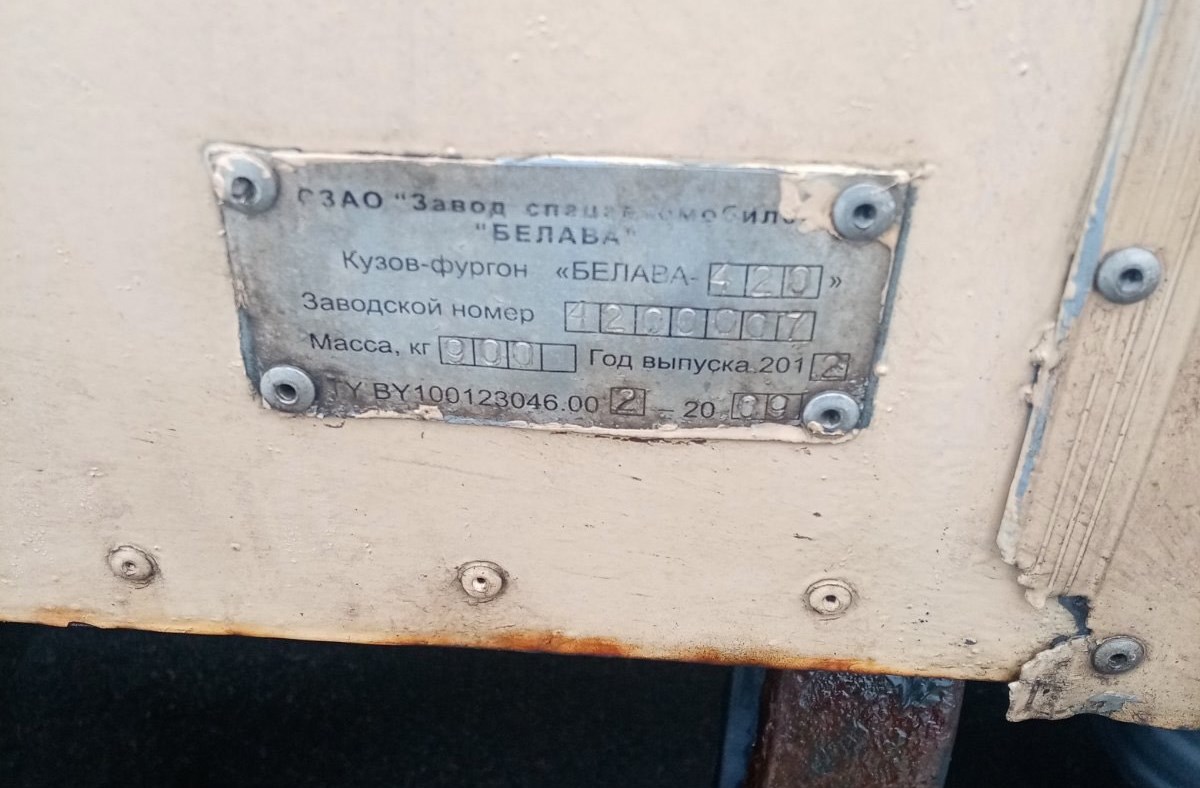 СЗАО "Завод спецавтомобилей
"БЕЛАВА"
Кузов-фургон «БЕЛАВА-420»
Заводской номер 4200007
Масса, кг 900 Год выпуска 2012
ТУ BY100123046.002 – 2009